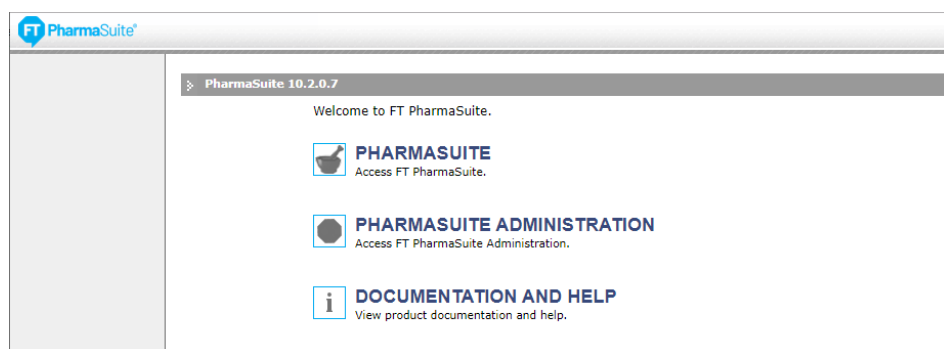 FT PharmaSuite®
PharmaSuite 10.2.0.7
Welcome to FT PharmaSuite.
PHARMASUITE
Access FT PharmaSuite.
PHARMASUITE ADMINISTRATION
Access FT PharmaSuite Administration.
i DOCUMENTATION AND HELP
View product documentation and help.